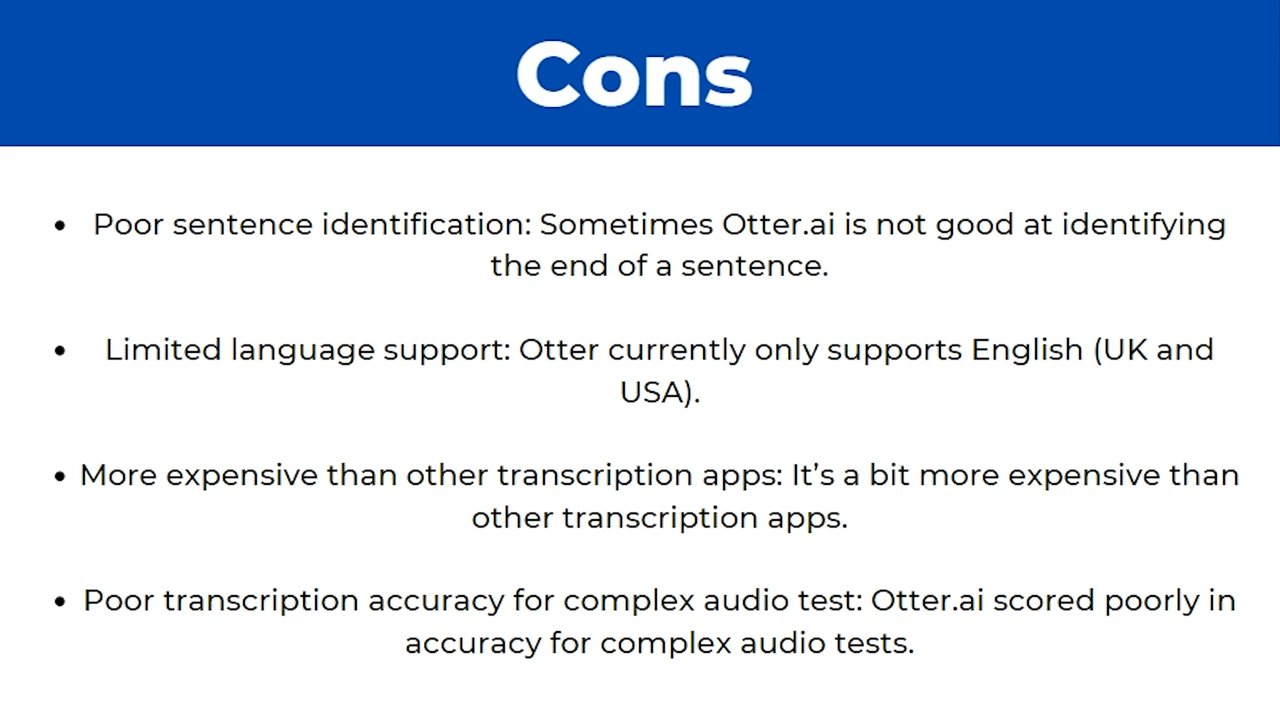 Cons
• Poor sentence identification: Sometimes Otter.ai is not good at identifying
the end of a sentence.
• Limited language support: Otter currently only supports English (UK and
USA).
• More expensive than other transcription apps: It’s a bit more expensive than
other transcription apps.
• Poor transcription accuracy for complex audio test: Otter.ai scored poorly in
accuracy for complex audio tests.